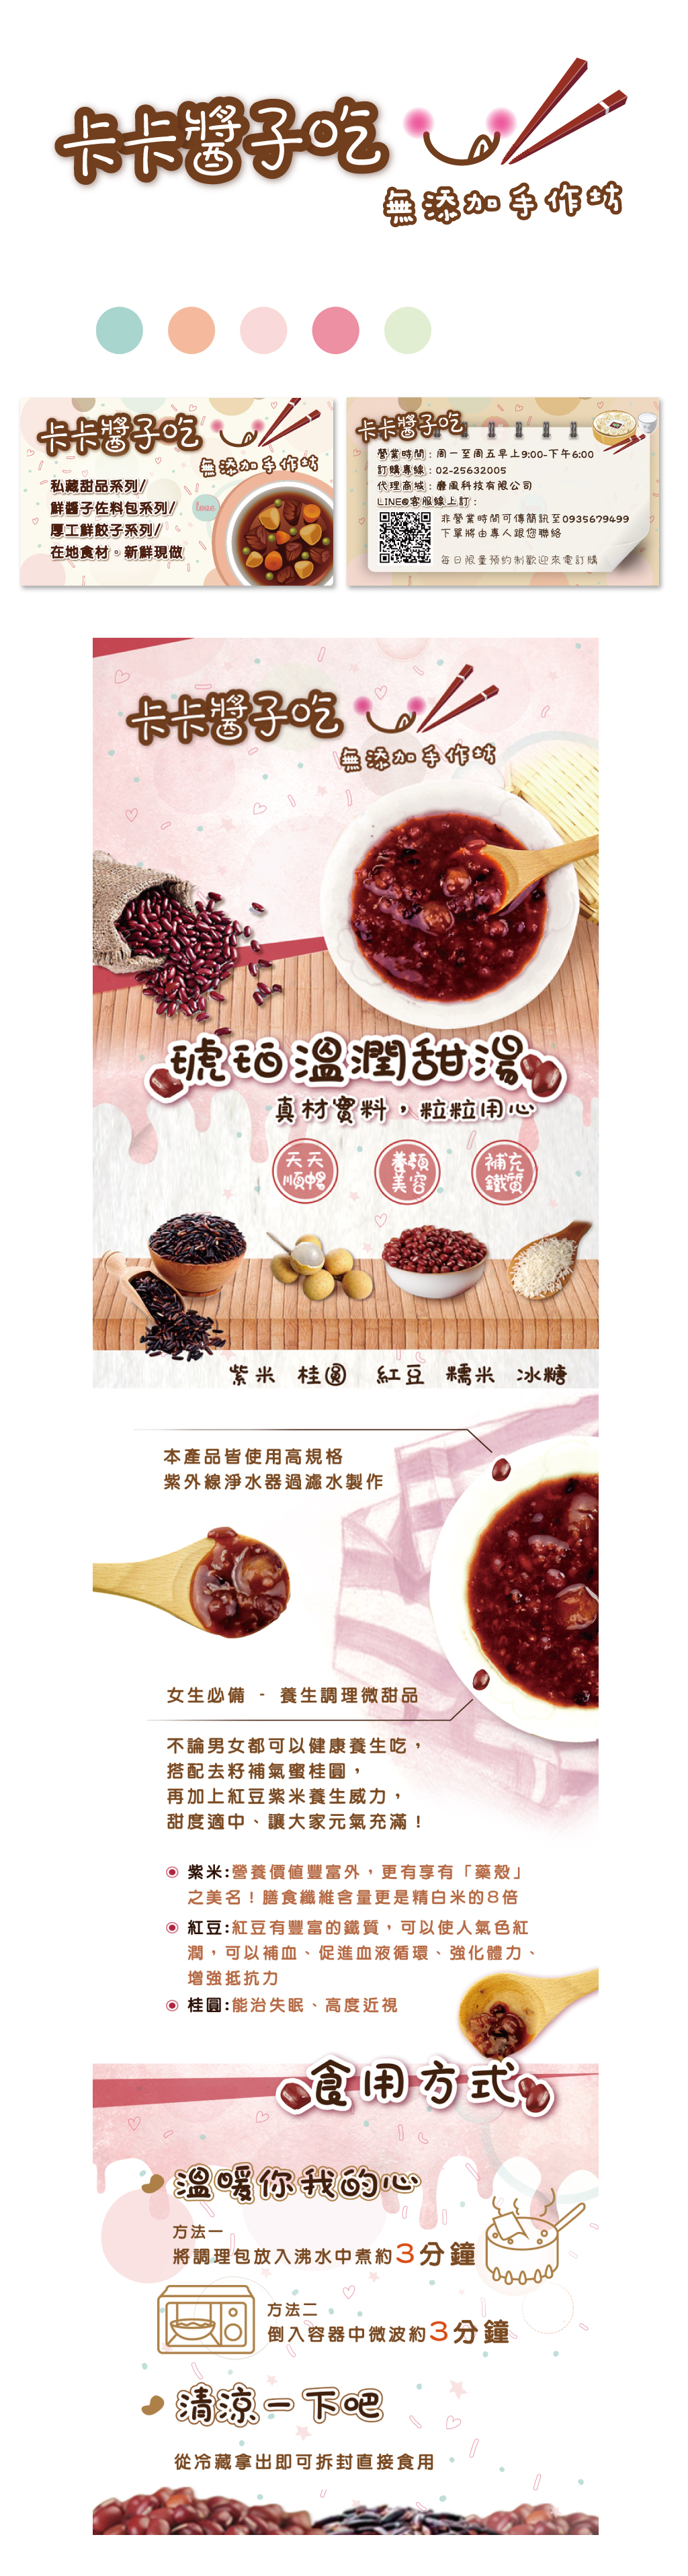 卡卡醬子吃
無添加手作坊
卡卡醬子吃
無添加手作坊
私藏甜品系列/
鮮醬子佐料包系列/
厚工鮮餃子系列/
在地食材。新鮮現做
love
卡卡醬子吃
營業時間：周一至周五早上9:00-下午6:00
訂購專線：02-25632005
代理商城：磨風科技有限公司
LINE@客服線上訂：
非營業時間可傳簡訊至0935679499
下單將由專人跟您聯絡
每日限量預約制歡迎來電訂購
卡卡醬子吃
無添加手作坊
琥珀溫潤甜湯
真材實料，粒粒用心
天天
順暢
養顏
美容
補充
鐵質
紫米 桂圓 紅豆 糯米 冰糖
本產品皆使用高規格
紫外線淨水器過濾水製作
女生必備 - 養生調理微甜品
不論男女都可以健康養生吃，
搭配去籽補氣蜜桂圓，
再加上紅豆紫米養生威力，
甜度適中、讓大家元氣充滿！
紫米:營養價值豐富外，更有享有「藥殼」
之美名！膳食纖維含量更是精白米的8倍
紅豆:紅豆有豐富的鐵質，可以使人氣色紅
潤，可以補血、促進血液循環、強化體力、
增強抵抗力
桂圓:能治失眠、高度近視
食用方式
溫暖你我的心
方法一
將調理包放入沸水中煮約3分鐘
方法二
倒入容器中微波約3分鐘
清涼一下吧
從冷藏拿出即可拆封直接食用